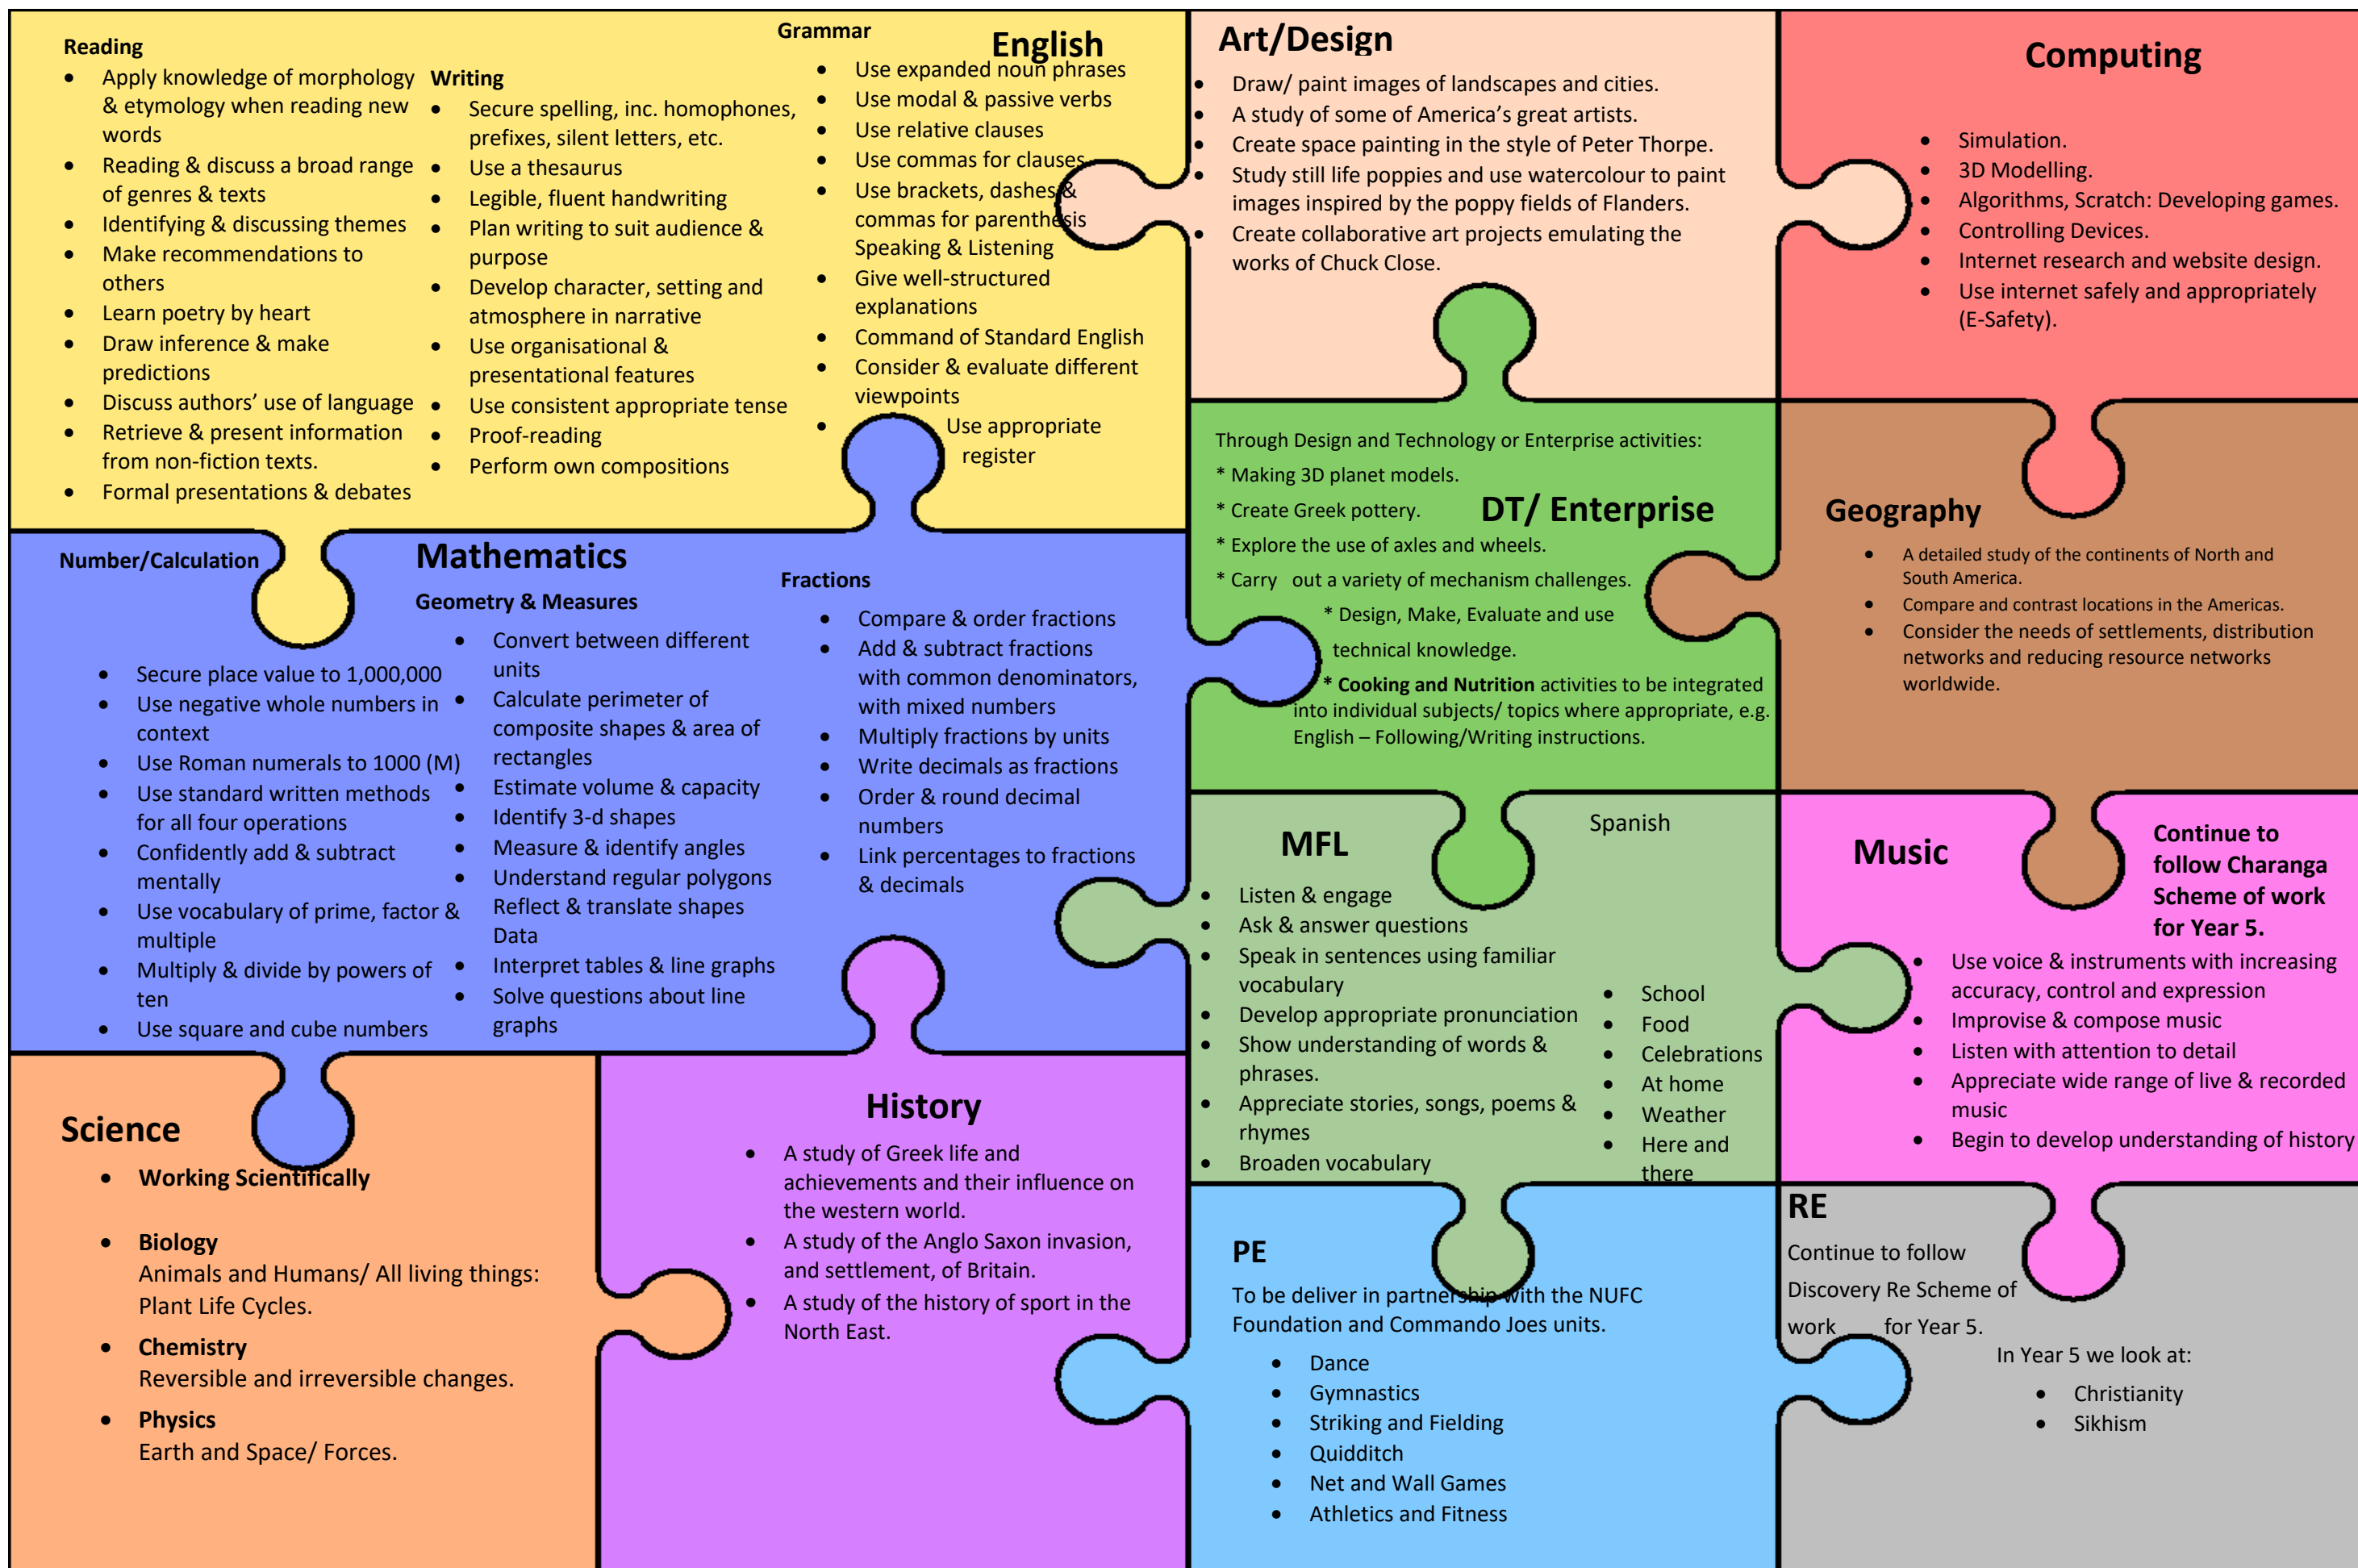 English
Reading
Apply knowledge of morphology
& etymology when reading new
words
Reading & discuss a broad range
of genres & texts
Identifying & discussing themes
Make recommendations to
others
Learn poetry by heart
Draw inference & make
predictions
Discuss authors’ use of language
Retrieve & present information
from non-fiction texts.
Formal presentations & debates
Writing
Secure spelling, inc. homophones,
prefixes, silent letters, etc.
Use a thesaurus
Legible, fluent handwriting
Plan writing to suit audience &
purpose
Develop character, setting and
atmosphere in narrative
Use organisational &
presentational features
Use consistent appropriate tense
Proof-reading
Perform own compositions
Grammar
Use expanded noun phrases
Use modal & passive verbs
Use relative clauses
Use commas for clauses
Use brackets, dashes &
commas for parenthesis
Speaking & Listening
Give well-structured
explanations
Command of Standard English
Consider & evaluate different
viewpoints
Use appropriate
register
Art/Design
Draw/ paint images of landscapes and cities.
A study of some of America’s great artists.
Create space painting in the style of Peter Thorpe.
Study still life poppies and use watercolour to paint
images inspired by the poppy fields of Flanders.
Create collaborative art projects emulating the
works of Chuck Close.
Computing
Simulation.
3D Modelling.
Algorithms, Scratch: Developing games.
Controlling Devices.
Internet research and website design.
Use internet safely and appropriately
(E-Safety).
Mathematics
Number/Calculation
Secure place value to 1,000,000
Use negative whole numbers in
context
Use Roman numerals to 1000 (M)
Use standard written methods
for all four operations
Confidently add & subtract
mentally
Use vocabulary of prime, factor &
multiple
Multiply & divide by powers of
ten
Use square and cube numbers
Geometry & Measures
Convert between different
units
Calculate perimeter of
composite shapes & area of
rectangles
Estimate volume & capacity
Identify 3-d shapes
Measure & identify angles
Understand regular polygons
Reflect & translate shapes
Data
Interpret tables & line graphs
Solve questions about line
graphs
Fractions
Compare & order fractions
Add & subtract fractions
with common denominators,
with mixed numbers
Multiply fractions by units
Write decimals as fractions
Order & round decimal
numbers
Link percentages to fractions
& decimals
Through Design and Technology or Enterprise activities:
* Making 3D planet models.
* Create Greek pottery.
DT/ Enterprise
* Explore the use of axles and wheels.
* Carry out a variety of mechanism challenges.
* Design, Make, Evaluate and use
technical knowledge.
* Cooking and Nutrition activities to be integrated
into individual subjects/ topics where appropriate, e.g.
English – Following/Writing instructions.
Geography
A detailed study of the continents of North and
South America.
Compare and contrast locations in the Americas.
Consider the needs of settlements, distribution
networks and reducing resource networks
worldwide.
MFL
Spanish
Listen & engage
Ask & answer questions
Speak in sentences using familiar
vocabulary
Develop appropriate pronunciation
Show understanding of words &
phrases.
Appreciate stories, songs, poems &
rhymes
Broaden vocabulary
School
Food
Celebrations
At home
Weather
Here and
there
Music
Continue to
follow Charanga
Scheme of work
for Year 5.
Use voice & instruments with increasing
accuracy, control and expression
Improvise & compose music
Listen with attention to detail
Appreciate wide range of live & recorded
music
Begin to develop understanding of history
Science
Working Scientifically
Biology
Animals and Humans/ All living things:
Plant Life Cycles.
Chemistry
Reversible and irreversible changes.
Physics
Earth and Space/ Forces.
History
A study of Greek life and
achievements and their influence on
the western world.
A study of the Anglo Saxon invasion,
and settlement, of Britain.
A study of the history of sport in the
North East.
PE
To be deliver in partnership with the NUFC
Foundation and Commando Joes units.
Dance
Gymnastics
Striking and Fielding
Quidditch
Net and Wall Games
Athletics and Fitness
RE
Continue to follow
Discovery Re Scheme of
work for Year 5.
In Year 5 we look at:
Christianity
Sikhism